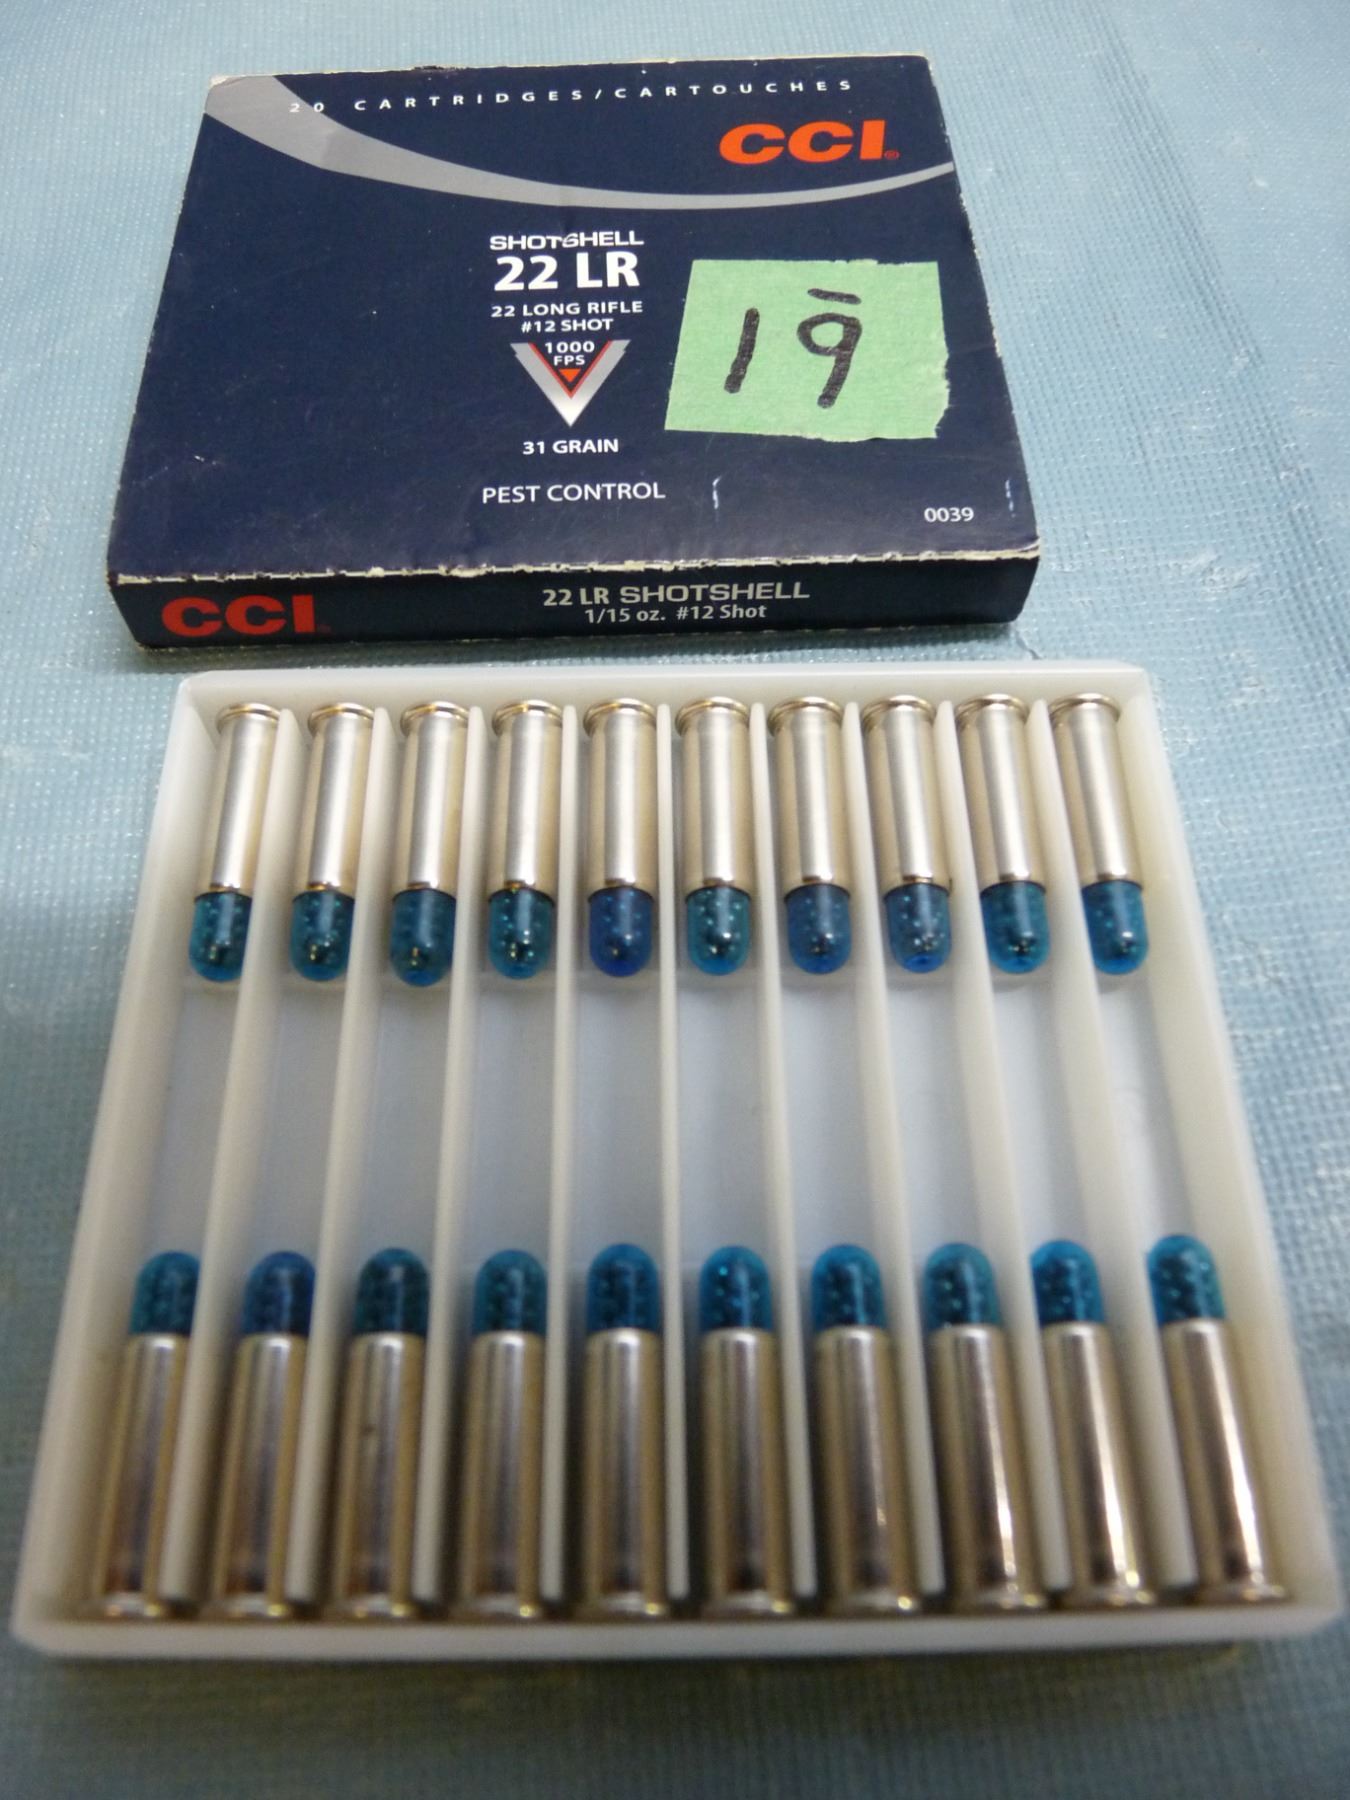 20 CARTRIDGES/CARTOUCHES
CCI®
SHOTSHELL
22 LR
22 LONG RIFLE
#12 SHOT
1000
FPS
31 GRAIN
PEST CONTROL
0039
19
CCI
22 LR SHOTSHELL
1/15 oz. #12 Shot